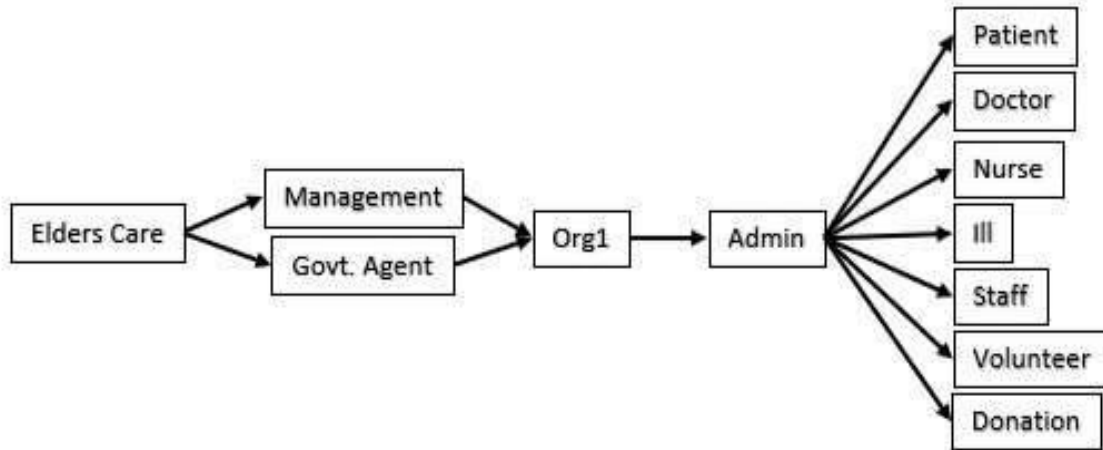 Elders Care
Management
Govt. Agent
Org1
Admin
Patient
Doctor
Nurse
Ill
Staff
Volunteer
Donation